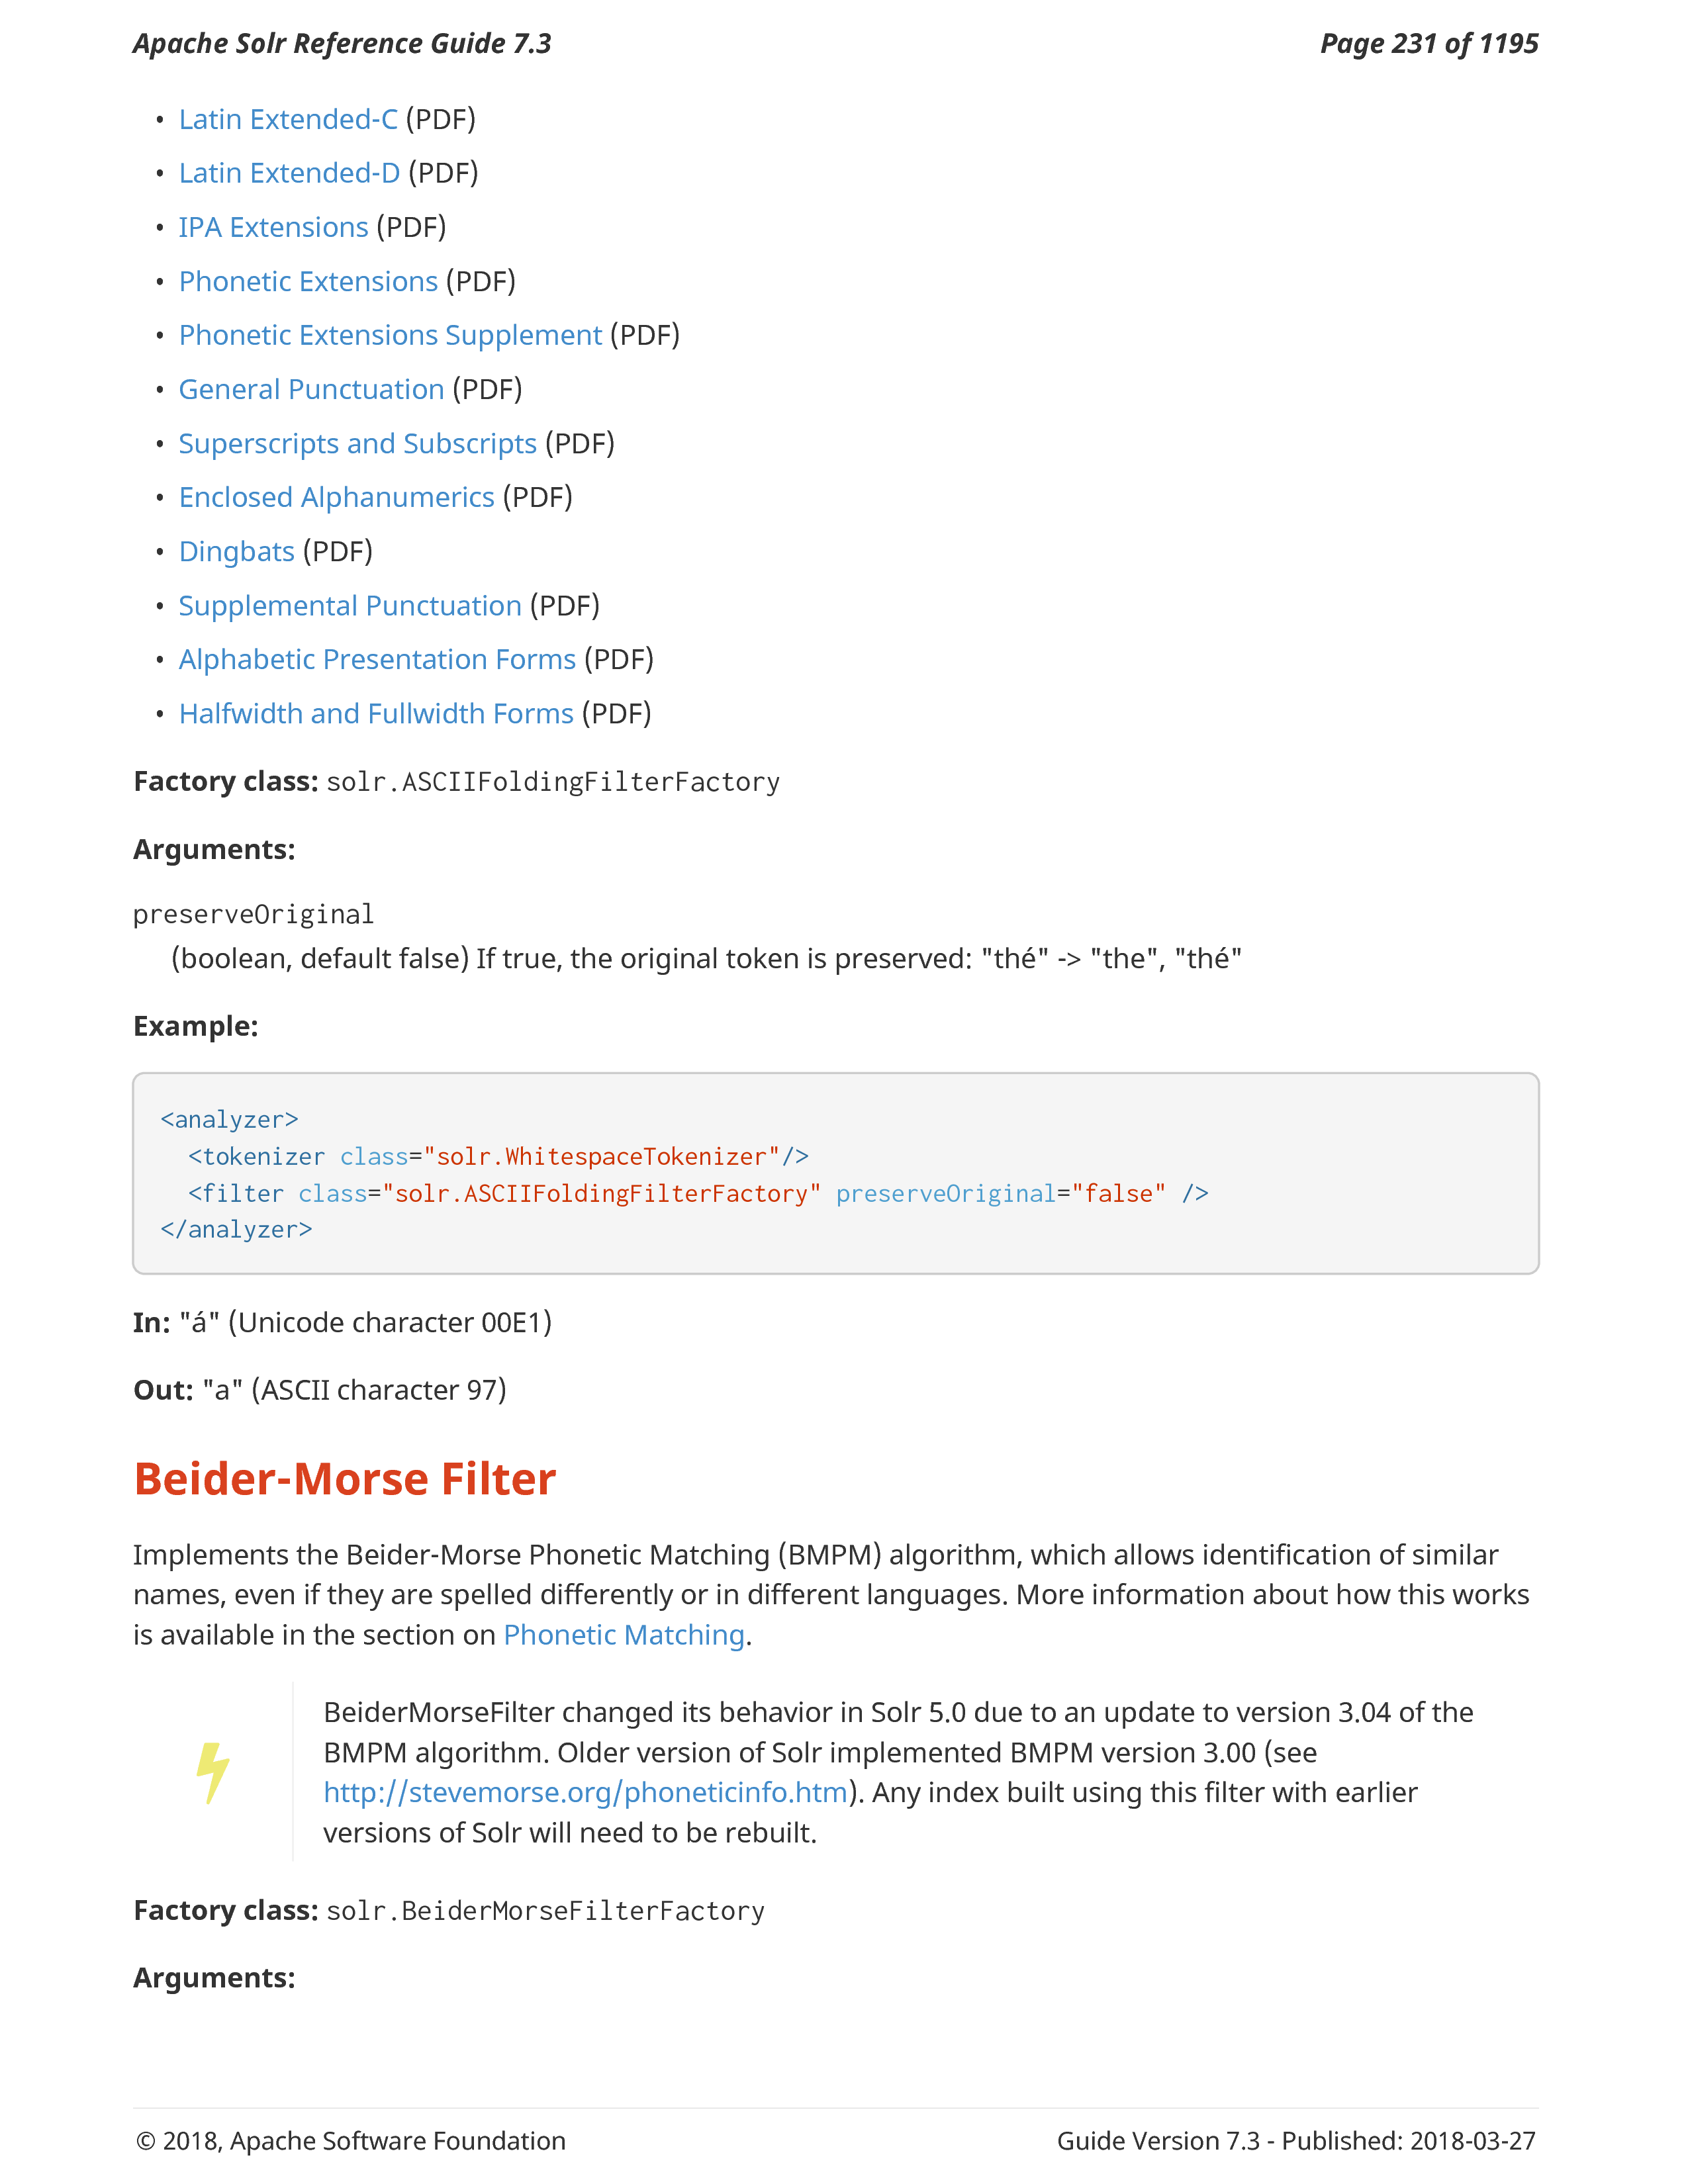 Apache Solr Reference Guide 7.3
Page 231 of 1195
• Latin Extended-C (PDF)
• Latin Extended-D (PDF)
• IPA Extensions (PDF)
• Phonetic Extensions (PDF)
• Phonetic Extensions Supplement (PDF)
• General Punctuation (PDF)
• Superscripts and Subscripts (PDF)
• Enclosed Alphanumerics (PDF)
• Dingbats (PDF)
• Supplemental Punctuation (PDF)
• Alphabetic Presentation Forms (PDF)
• Halfwidth and Fullwidth Forms (PDF)
Factory class: solr.ASCIIFoldingFilterFactory
Arguments:
preserveOriginal
(boolean, default false) If true, the original token is preserved: "thé" -> "the", "thé"
Example:
<analyzer>
  <tokenizer class="solr.WhitespaceTokenizer"/>
  <filter class="solr.ASCIIFoldingFilterFactory" preserveOriginal="false" />
</analyzer>
In: "á" (Unicode character 00E1)
Out: "a" (ASCII character 97)
Beider-Morse Filter
Implements the Beider-Morse Phonetic Matching (BMPM) algorithm, which allows identification of similar
names, even if they are spelled differently or in different languages. More information about how this works
is available in the section on Phonetic Matching.
BeiderMorseFilter changed its behavior in Solr 5.0 due to an update to version 3.04 of the
BMPM algorithm. Older version of Solr implemented BMPM version 3.00 (see
http://stevemorse.org/phoneticinfo.htm). Any index built using this filter with earlier
versions of Solr will need to be rebuilt.
Factory class: solr.BeiderMorseFilterFactory
Arguments:
© 2018, Apache Software Foundation
Guide Version 7.3 - Published: 2018-03-27